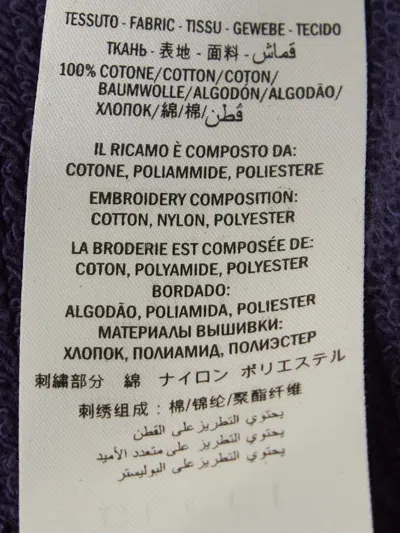 TESSUTO - FABRIC - TISSU - GEWEBE - TECIDO
ТКАНЬ - 表地 - 面料 - قماش
100% COTONE/COTTON/COTON/
BAUMWOLLE/ALGODÓN/ALGODÃO/
ХЛОПОК/綿/棉/قطن
IL RICAMO È COMPOSTO DA:
COTONE, POLIAMMIDE, POLIESTERE
EMBROIDERY COMPOSITION:
COTTON, NYLON, POLYESTER
LA BRODERIE EST COMPOSÉE DE:
COTON, POLYAMIDE, POLYESTER
BORDADO:
ALGODÃO, POLIAMIDA, POLIESTER
МАТЕРИАЛЫ ВЫШИВКИ:
ХЛОПОК, ПОЛИАМИД, ПОЛИЭСТЕР
刺繍部分 綿 ナイロン ポリエステル
刺绣组成：棉/锦纶/聚酯纤维
يحتوي التطريز على القطن
يحتوي التطريز على متعدد الأميد
يحتوي التطريز على البوليستر